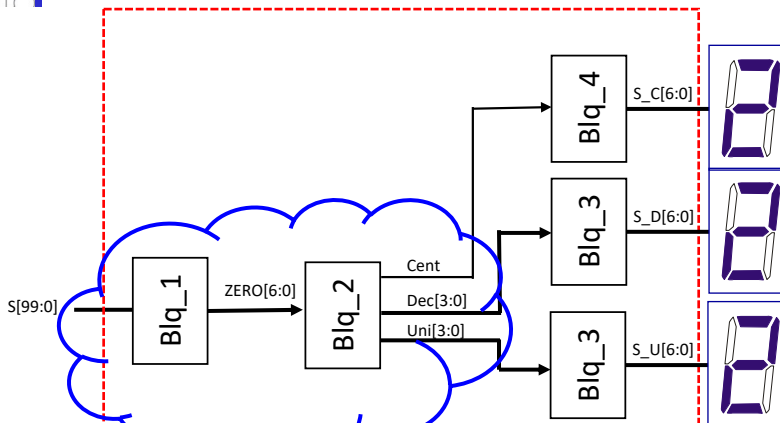 Blq_4
S_C[6:0]
Blq_3
S_D[6:0]
Cent
Blq_1
ZERO[6:0]
Blq_2
S[99:0]
Dec[3:0]
Uni[3:0]
Blq_3
S_U[6:0]